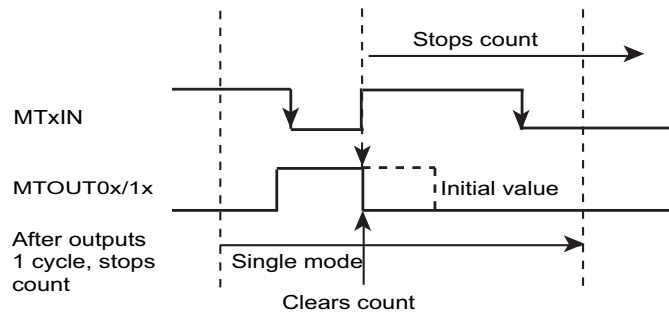 Stops count
MTxIN
MTOUT0x/1x
Initial value
After outputs
1 cycle, stops
count
Single mode
Clears count